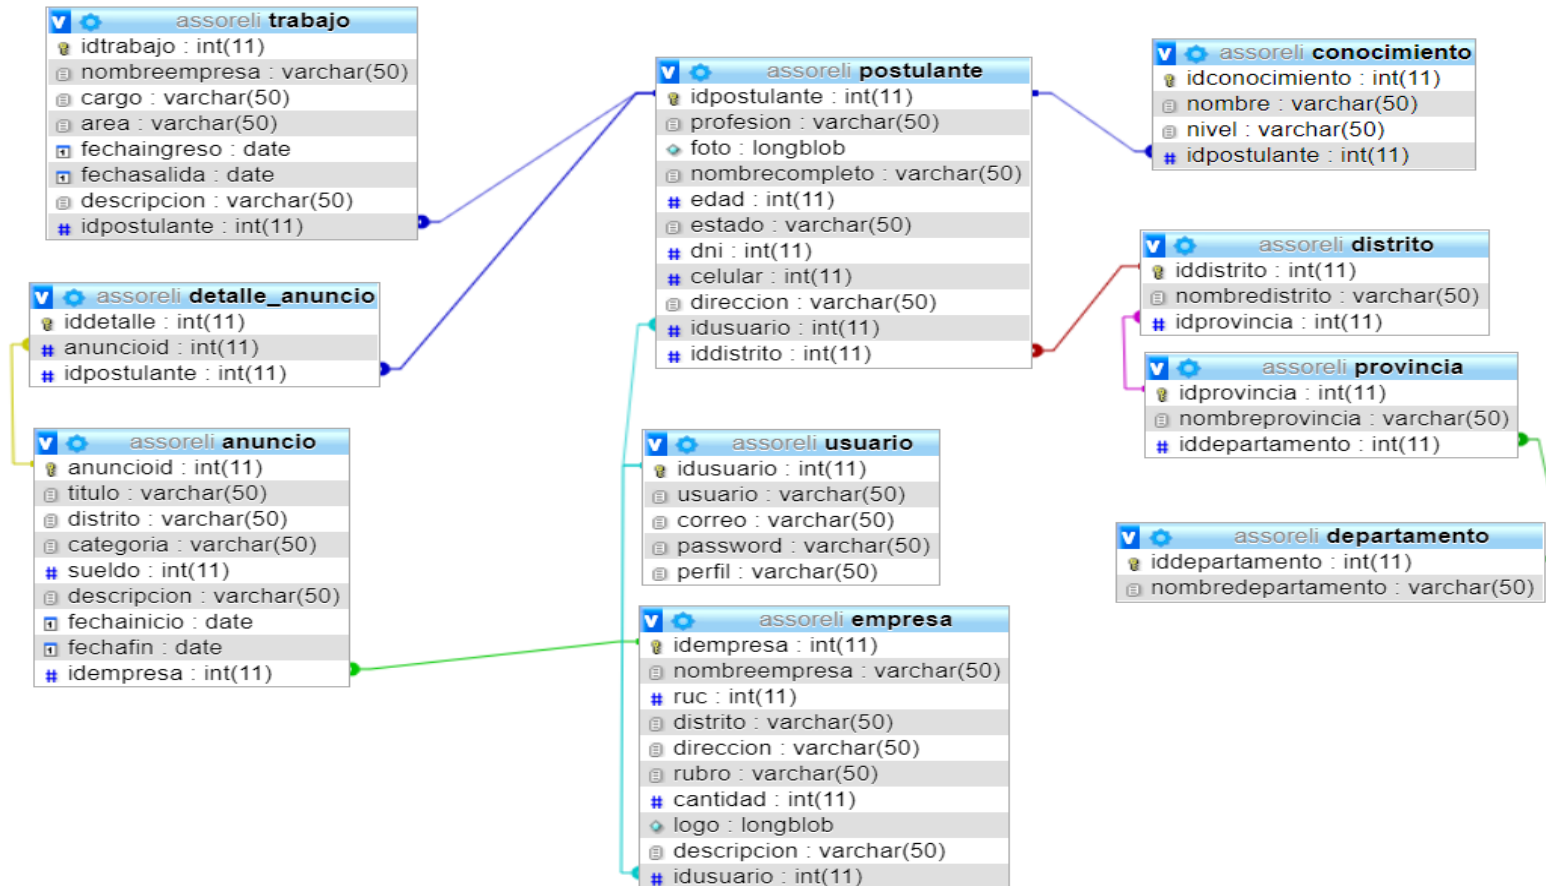 assoreli trabajo
idtrabajo : int(11)
nombreempresa : varchar(50)
cargo : varchar(50)
area : varchar(50)
fechaingreso : date
fechasalida : date
descripcion : varchar(50)
idpostulante : int(11)
assoreli detalle_anuncio
iddetalle : int(11)
anuncioid : int(11)
idpostulante : int(11)
assoreli anuncio
anuncioid : int(11)
titulo : varchar(50)
distrito : varchar(50)
categoria : varchar(50)
sueldo : int(11)
descripcion : varchar(50)
fechainicio : date
fechafin : date
idempresa : int(11)
assoreli postulante
idpostulante : int(11)
profesion : varchar(50)
foto : longblob
nombrecompleto : varchar(50)
edad : int(11)
estado : varchar(50)
dni : int(11)
celular : int(11)
direccion : varchar(50)
idusuario : int(11)
iddistrito : int(11)
assoreli usuario
idusuario : int(11)
usuario : varchar(50)
correo : varchar(50)
password : varchar(50)
perfil : varchar(50)
assoreli empresa
idempresa : int(11)
nombreempresa : varchar(50)
ruc : int(11)
distrito : varchar(50)
direccion : varchar(50)
rubro : varchar(50)
cantidad : int(11)
logo : longblob
descripcion : varchar(50)
idusuario : int(11)
assoreli conocimiento
idconocimiento : int(11)
nombre : varchar(50)
nivel : varchar(50)
idpostulante : int(11)
assoreli distrito
iddistrito : int(11)
nombredistrito : varchar(50)
idprovincia : int(11)
assoreli provincia
idprovincia : int(11)
nombreprovincia : varchar(50)
iddepartamento : int(11)
assoreli departamento
iddepartamento : int(11)
nombredepartamento : varchar(50)